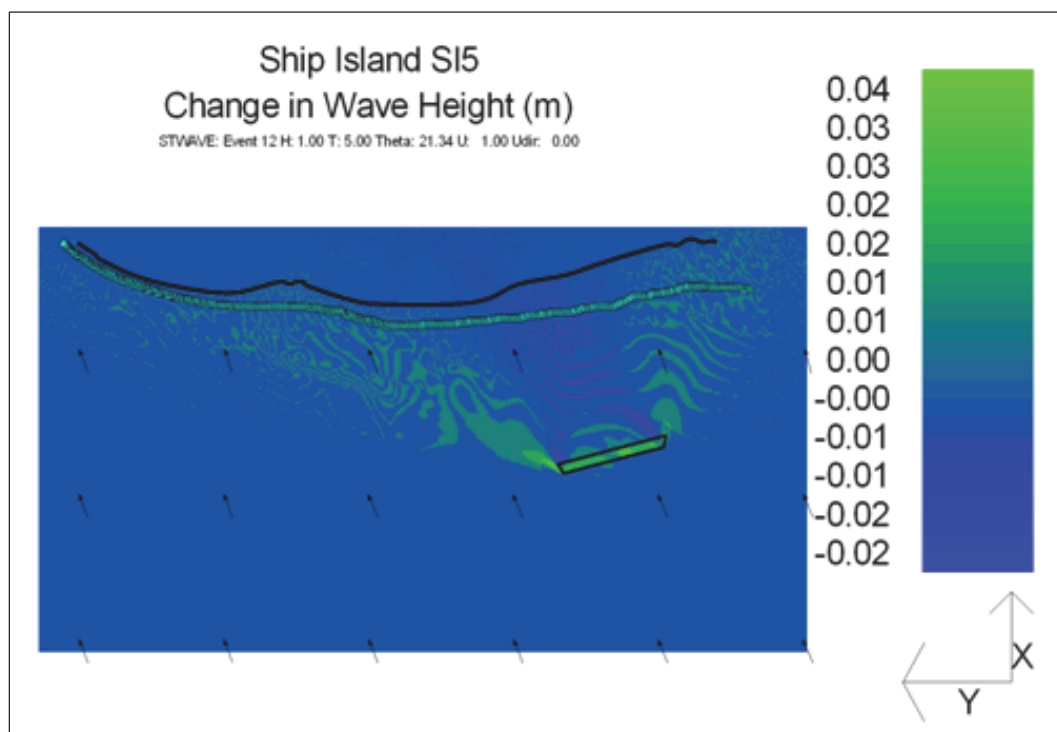 Ship Island SI5
Change in Wave Height (m)
STWAVE: Event 12 H: 1.00 T: 5.00 Theta: 21.34 U: 1.00 Udir: 0.00
0.04
0.03
0.03
0.02
0.02
0.01
0.01
0.00
-0.00
-0.01
-0.01
-0.02
-0.02
X
Y